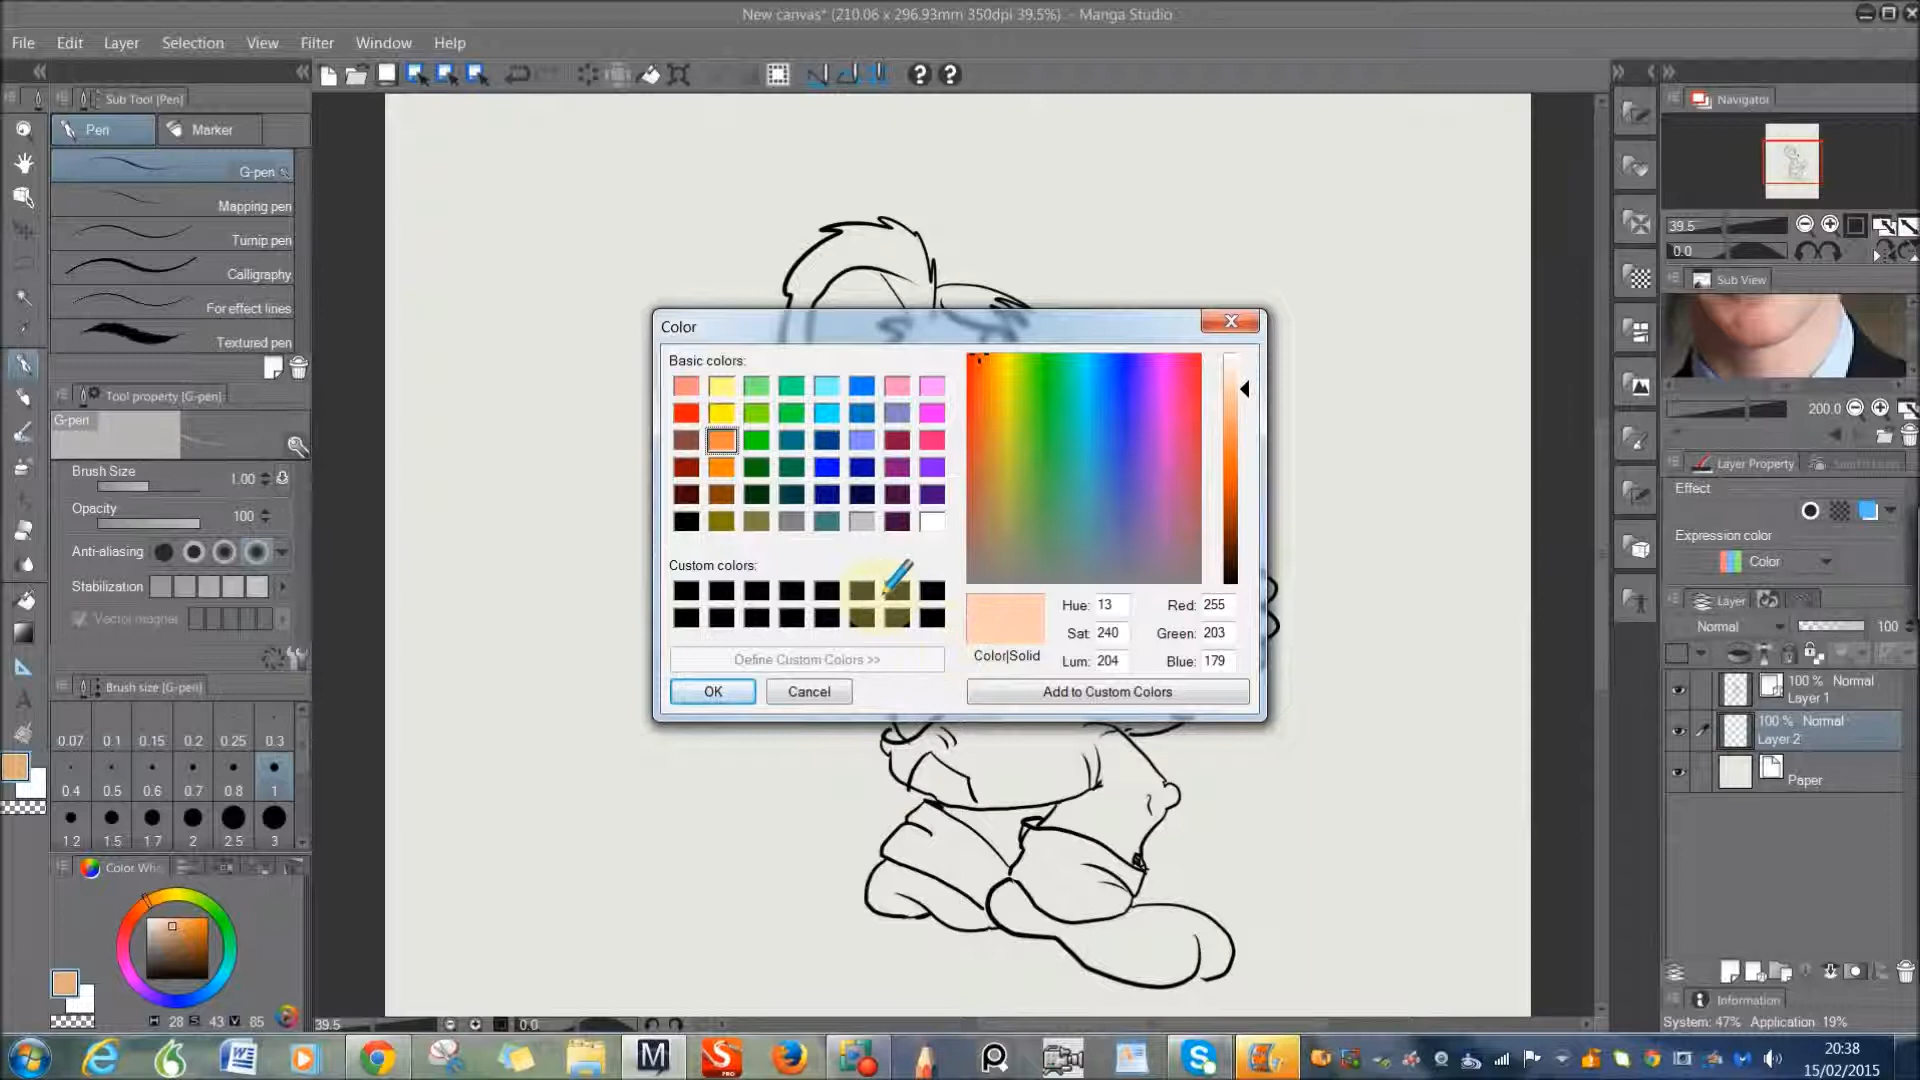 New canvas* (210.06 x 296.93mm 350dpi 39.5%) - Manga Studio
File Edit Layer Selection View Filter Window Help
Sub Tool [Pen]
Pen Marker
G-pen
Mapping pen
Turnip pen
Calligraphy
For effect lines
Textured pen
Tool property [G-pen]
G-pen
Brush Size 1.00
Opacity 100
Anti-aliasing
Stabilization
Vector magnet
Brush size [G-pen]
0.07 0.1 0.15 0.2 0.25 0.3
0.4 0.5 0.6 0.7 0.8 1
1.2 1.5 1.7 2 2.5 3
Color Whe
H 28 S 43 V 85
39.5 0.0
Color
Basic colors:
Custom colors:
Define Custom Colors >>
OK Cancel
Color|Solid
Hue: 13 Red: 255
Sat: 240 Green: 203
Lum: 204 Blue: 179
Add to Custom Colors
Navigator
39.5
0.0
Sub View
200.0
Layer Property
Effect
Expression color
Color
Layer
Normal 100
100 % Normal
Layer 1
100 % Normal
Layer 2
Paper
Information
System: 47% Application 19%
PRO
20:38
15/02/2015